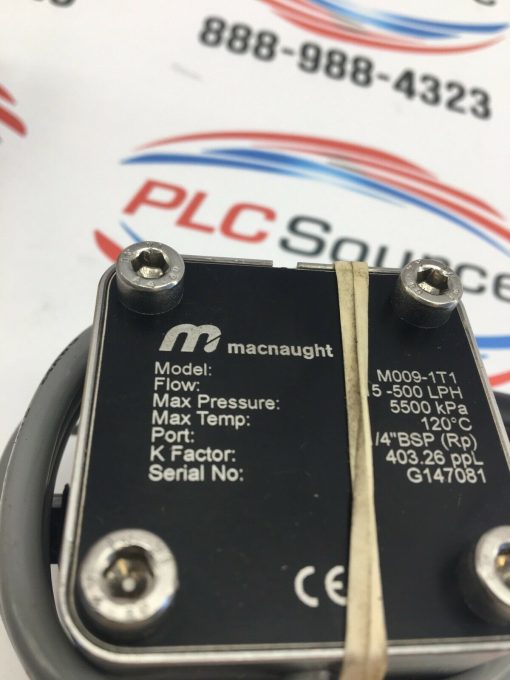 888-988-4323
PLC Source
macnaught
Model: M009-1T1
Flow: 15 -500 LPH
Max Pressure: 5500 kPa
Max Temp: 120°C
Port: /4"BSP (Rp)
K Factor: 403.26 ppL
Serial No: G147081
CE